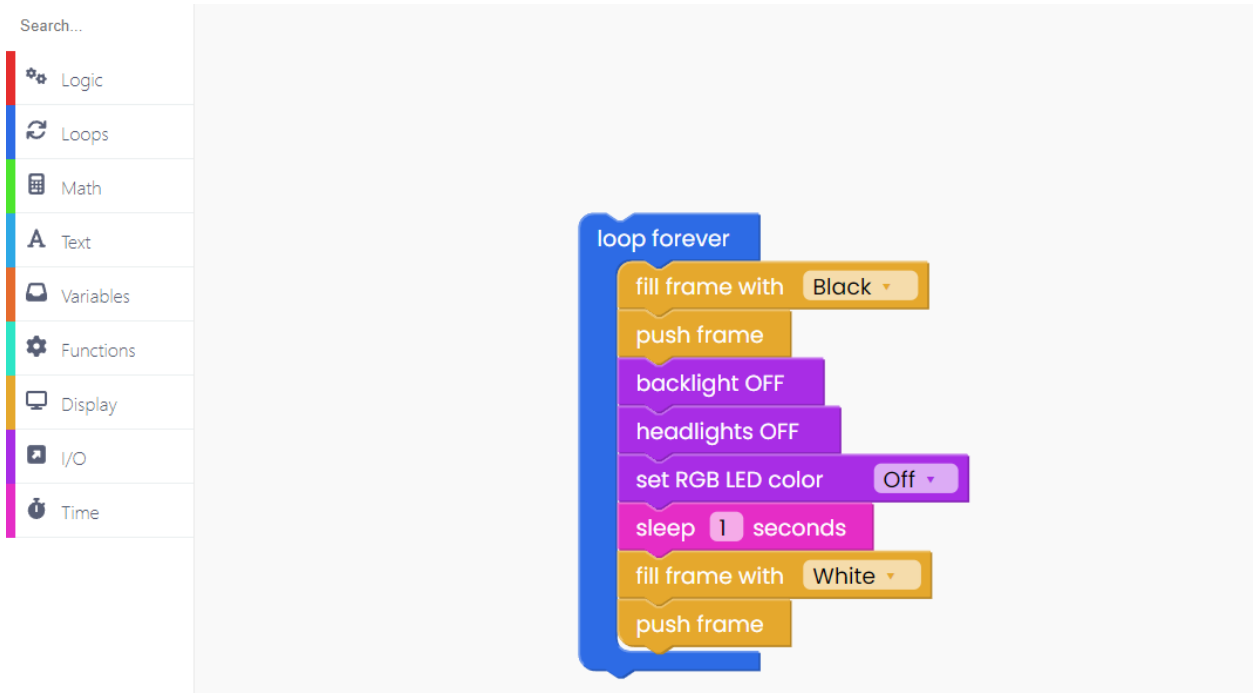 Search...
Logic
Loops
Math
Text
Variables
Functions
Display
I/O
Time
loop forever
fill frame with Black
push frame
backlight OFF
headlights OFF
set RGB LED color Off
sleep 1 seconds
fill frame with White
push frame